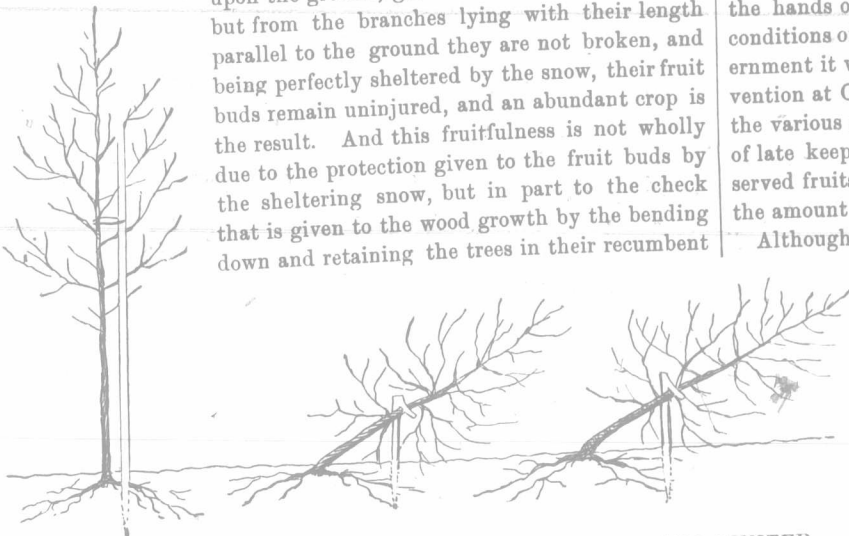 but from the branches lying with their length
parallel to the ground they are not broken, and
being perfectly sheltered by the snow, their fruit
buds remain uninjured, and an abundant crop is
the result. And this fruitfulness is not wholly
due to the protection given to the fruit buds by
the sheltering snow, but in part to the check
that is given to the wood growth by the bending
down and retaining the trees in their recumbent
the hands o
conditions o
ernment it
vention at
the various
of late keep
served fruit
the amount
Although